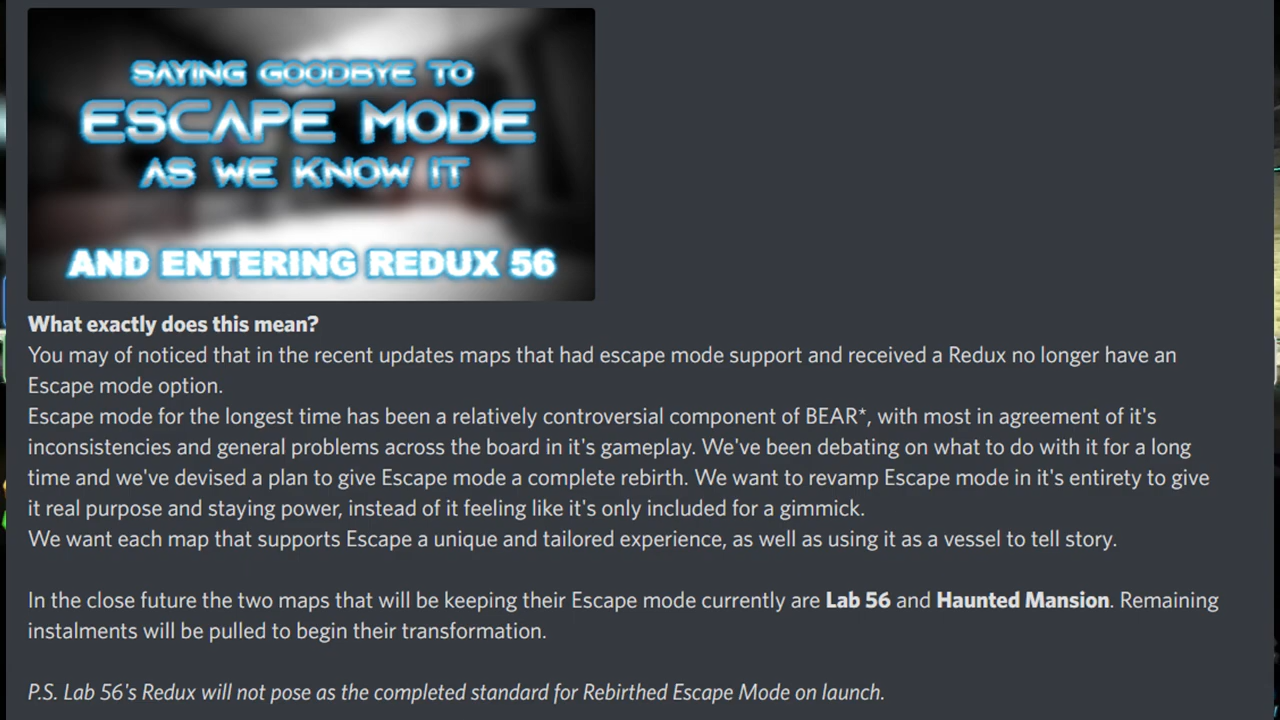 SAYING GOODBYE TO
ESCAPE MODE
AS WE KNOW IT
AND ENTERING REDUX 56
What exactly does this mean?
You may of noticed that in the recent updates maps that had escape mode support and received a Redux no longer have an
Escape mode option.
Escape mode for the longest time has been a relatively controversial component of BEAR*, with most in agreement of it's
inconsistencies and general problems across the board in it's gameplay. We've been debating on what to do with it for a long
time and we've devised a plan to give Escape mode a complete rebirth. We want to revamp Escape mode in it's entirety to give
it real purpose and staying power, instead of it feeling like it's only included for a gimmick.
We want each map that supports Escape a unique and tailored experience, as well as using it as a vessel to tell story.
In the close future the two maps that will be keeping their Escape mode currently are Lab 56 and Haunted Mansion. Remaining
instalments will be pulled to begin their transformation.
P.S. Lab 56's Redux will not pose as the completed standard for Rebirthed Escape Mode on launch.